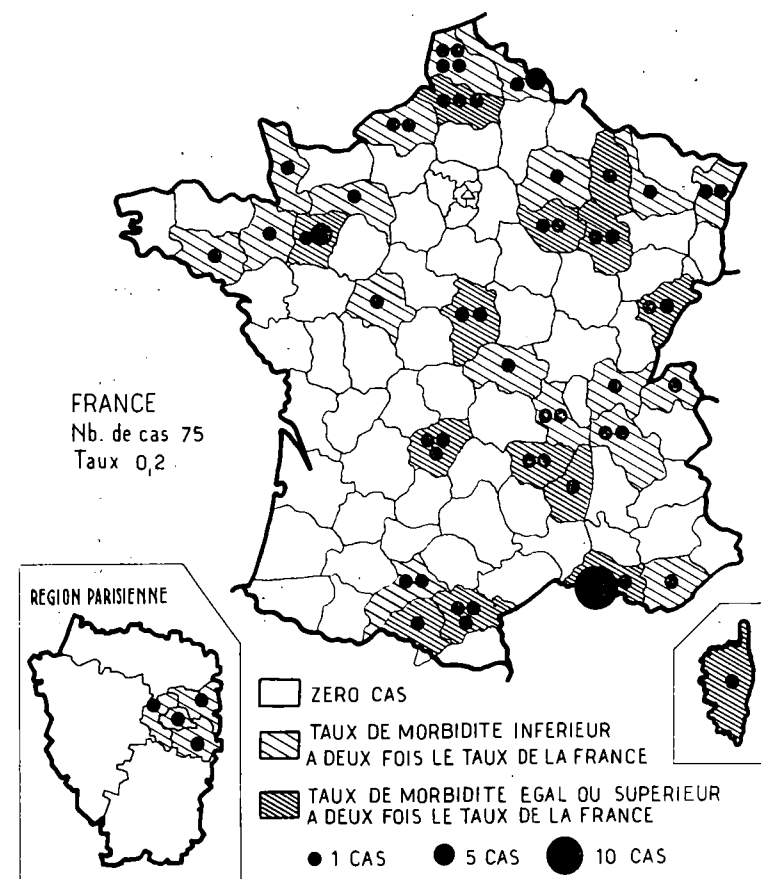 FRANCE
Nb. de cas 75
Taux 0,2
REGION PARISIENNE
ZERO CAS
TAUX DE MORBIDITE INFERIEUR
A DEUX FOIS LE TAUX DE LA FRANCE
TAUX DE MORBIDITE EGAL OU SUPERIEUR
A DEUX FOIS LE TAUX DE LA FRANCE
1 CAS
5 CAS
10 CAS